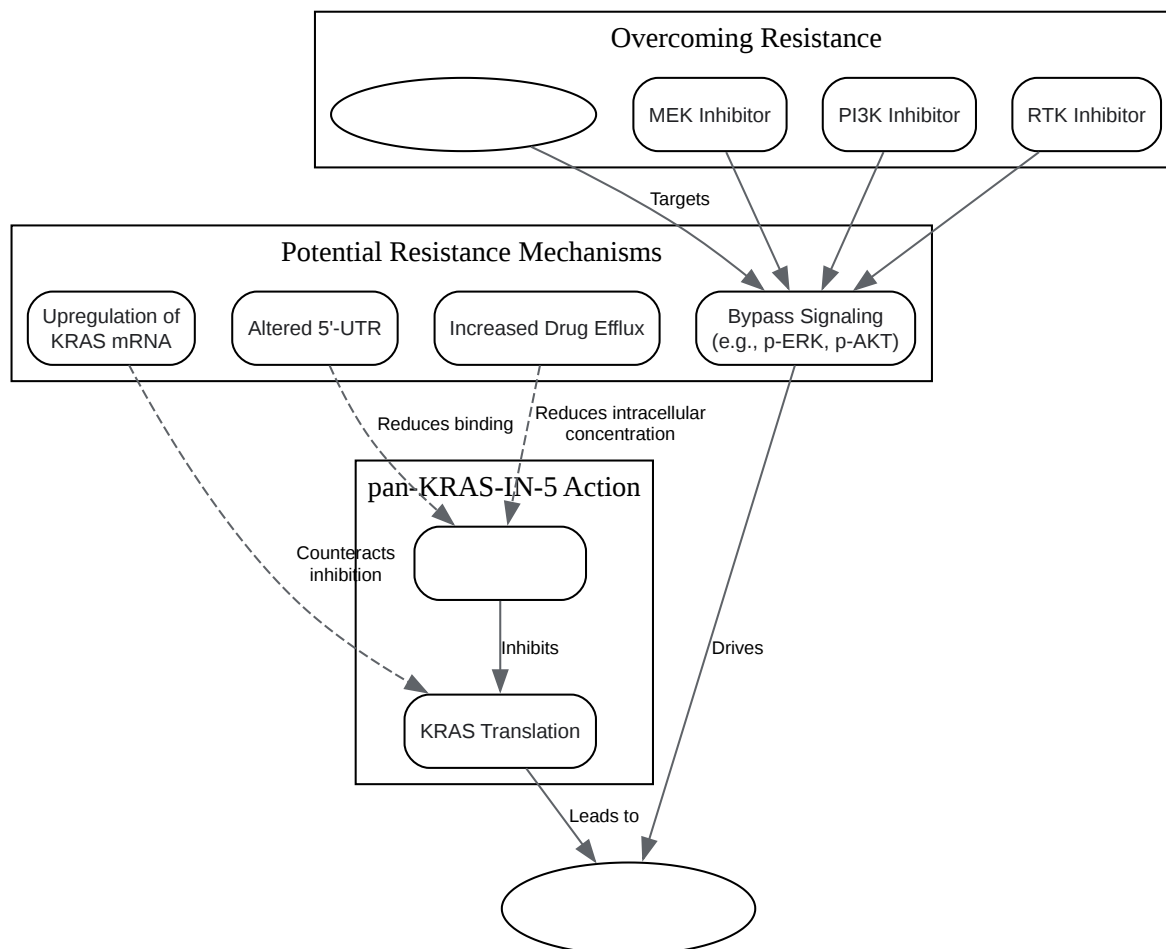 Overcoming Resistance
MEK Inhibitor
PI3K Inhibitor
RTK Inhibitor
Targets
Potential Resistance Mechanisms
Upregulation of
KRAS mRNA
Altered 5'-UTR
Increased Drug Efflux
Bypass Signaling
(e.g., p-ERK, p-AKT)
Reduces binding
Reduces intracellular
concentration
pan-KRAS-IN-5 Action
Counteracts
inhibition
Inhibits
Drives
KRAS Translation
Leads to